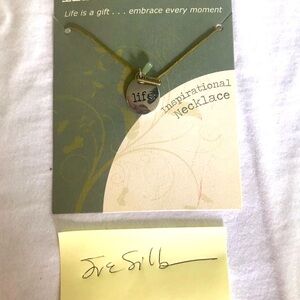 Life is a gift . . . embrace every moment
life
Inspirational
Necklace